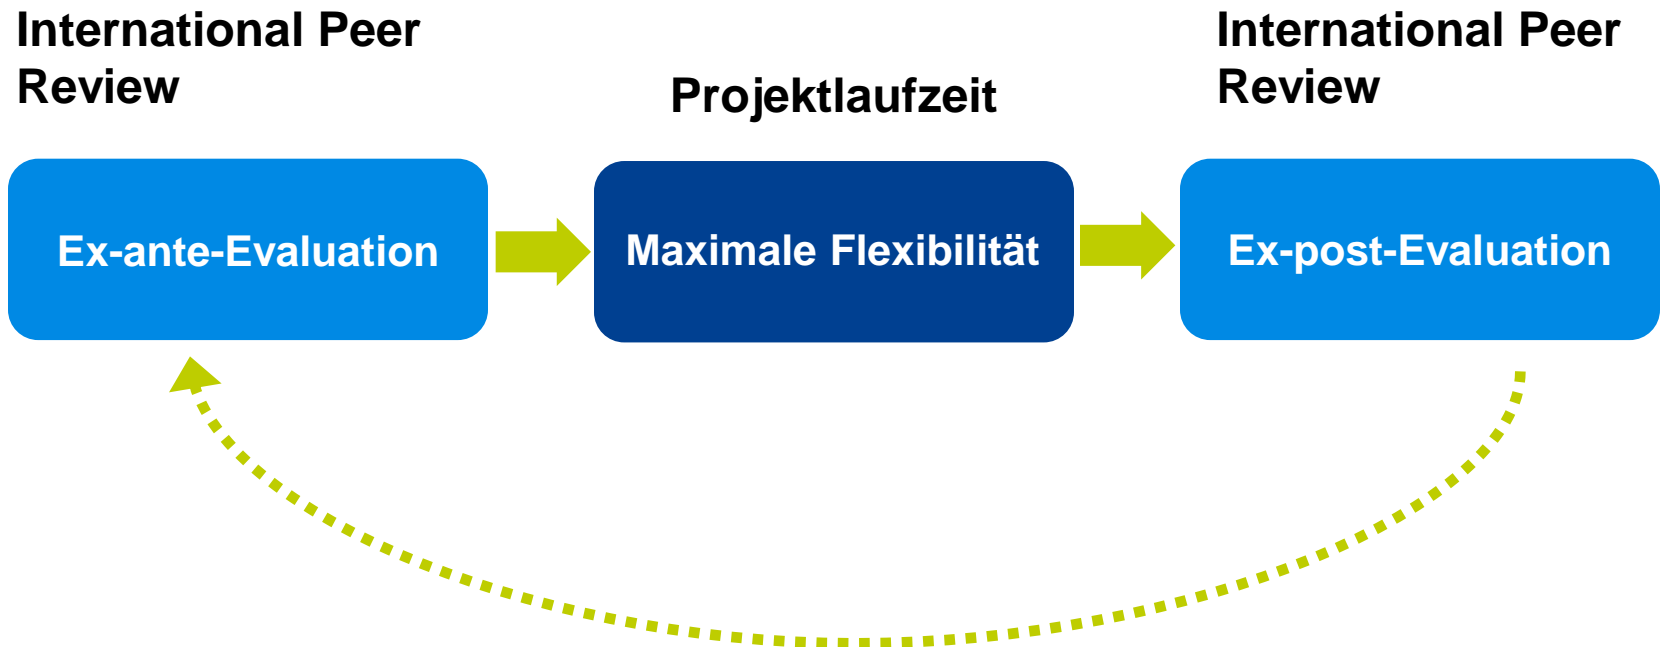 International Peer
Review
Projektlaufzeit
International Peer
Review
Ex-ante-Evaluation
Maximale Flexibilität
Ex-post-Evaluation